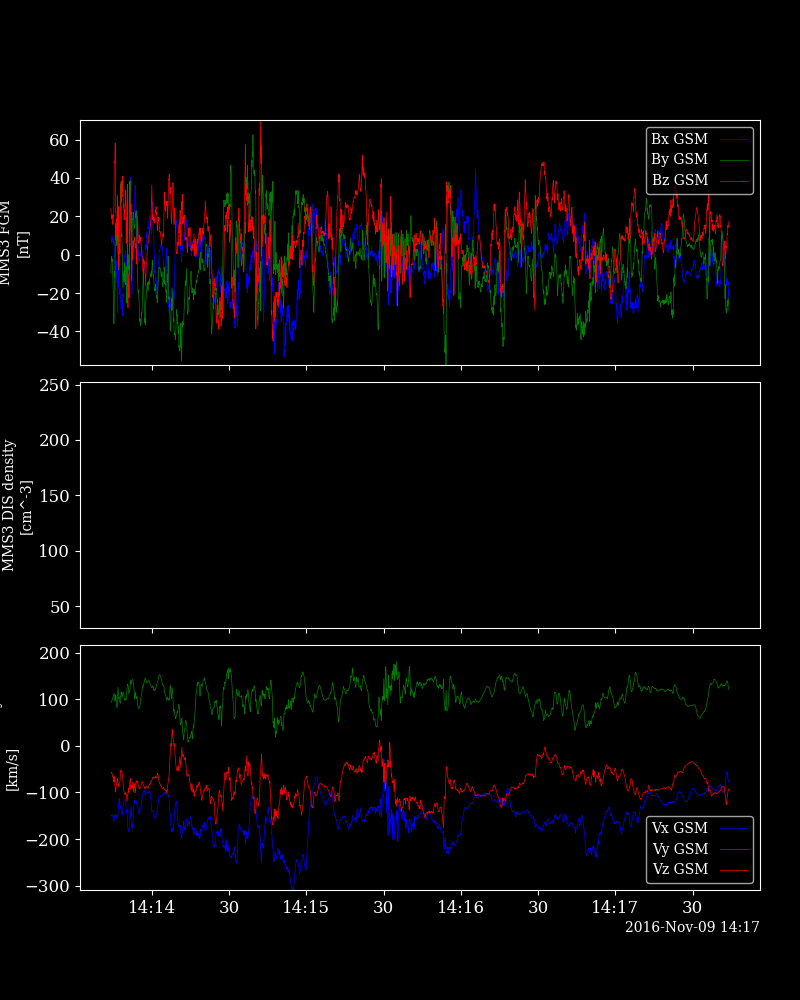 60
40
20
0
−20
−40
MMS3 FGM
[nT]
Bx GSM
By GSM
Bz GSM
250
200
150
100
50
MMS3 DIS density
[cm^-3]
200
100
0
−100
−200
−300
[km/s]
Vx GSM
Vy GSM
Vz GSM
14:14 30 14:15 30 14:16 30 14:17 30
2016-Nov-09 14:17